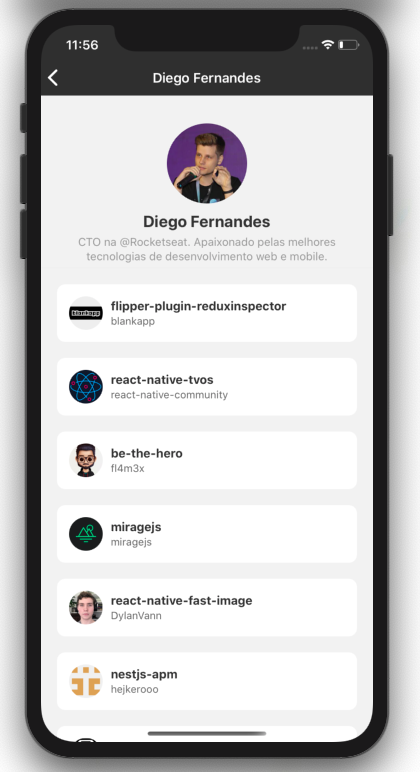 11:56
Diego Fernandes
Diego Fernandes
CTO na @Rocketseat. Apaixonado pelas melhores
tecnologias de desenvolvimento web e mobile.
flipper-plugin-reduxinspector
blankapp
blankapp
react-native-tvos
react-native-community
be-the-hero
fl4m3x
miragejs
miragejs
react-native-fast-image
DylanVann
nestjs-apm
hejkerooo